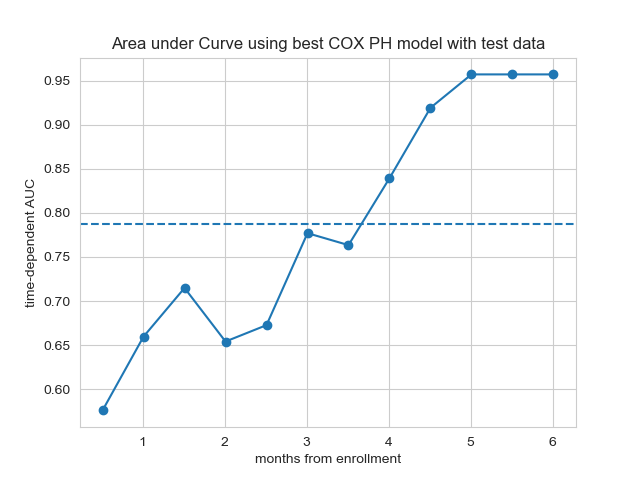 Area under Curve using best COX PH model with test data
0.95
0.90
0.85
0.80
0.75
0.70
0.65
0.60
time-dependent AUC
1 2 3 4 5 6
months from enrollment